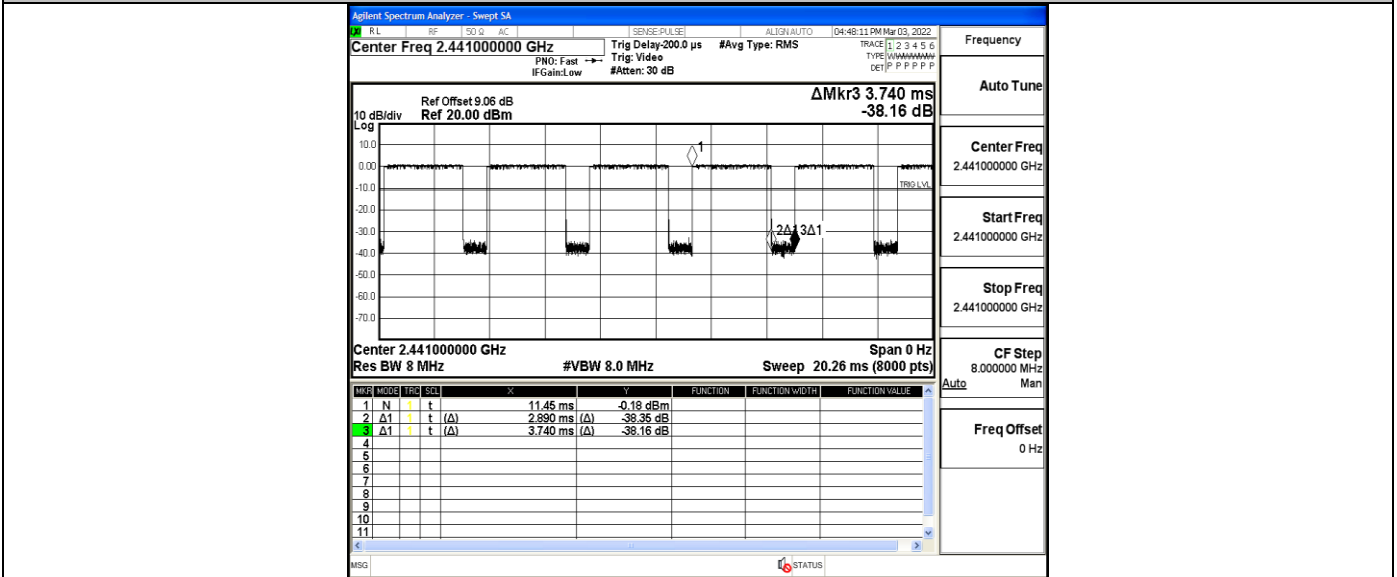 Agilent Spectrum Analyzer - Swept SA
LXI RL RF 50 Ω AC SENSE:PULSE ALIGNAUTO 04:48:11 PM Mar 03, 2022
Center Freq 2.441000000 GHz Trig Delay-200.0 µs #Avg Type: RMS TRACE 1 2 3 4 5 6
PNO: Fast Trig: Video TYPE WWWWWW
IFGain:Low #Atten: 30 dB DET P P P P P P
ΔMkr3 3.740 ms
-38.16 dB
Ref Offset 9.06 dB
10 dB/div Ref 20.00 dBm
Log
10.0
0.00
-10.0
-20.0
-30.0
-40.0
-50.0
-60.0
-70.0
1
TRIG LVL
2Δ1 3Δ1
Center 2.441000000 GHz Span 0 Hz
Res BW 8 MHz #VBW 8.0 MHz Sweep 20.26 ms (8000 pts)
MKR MODE TRC SCL X Y FUNCTION FUNCTION WIDTH FUNCTION VALUE
1 N 1 t 11.45 ms -0.18 dBm
2 Δ1 1 t (Δ) 2.890 ms (Δ) -38.35 dB
3 Δ1 1 t (Δ) 3.740 ms (Δ) -38.16 dB
4
5
6
7
8
9
10
11
MSG STATUS
Frequency
Auto Tune
Center Freq
2.441000000 GHz
Start Freq
2.441000000 GHz
Stop Freq
2.441000000 GHz
CF Step
8.000000 MHz
Auto Man
Freq Offset
0 Hz